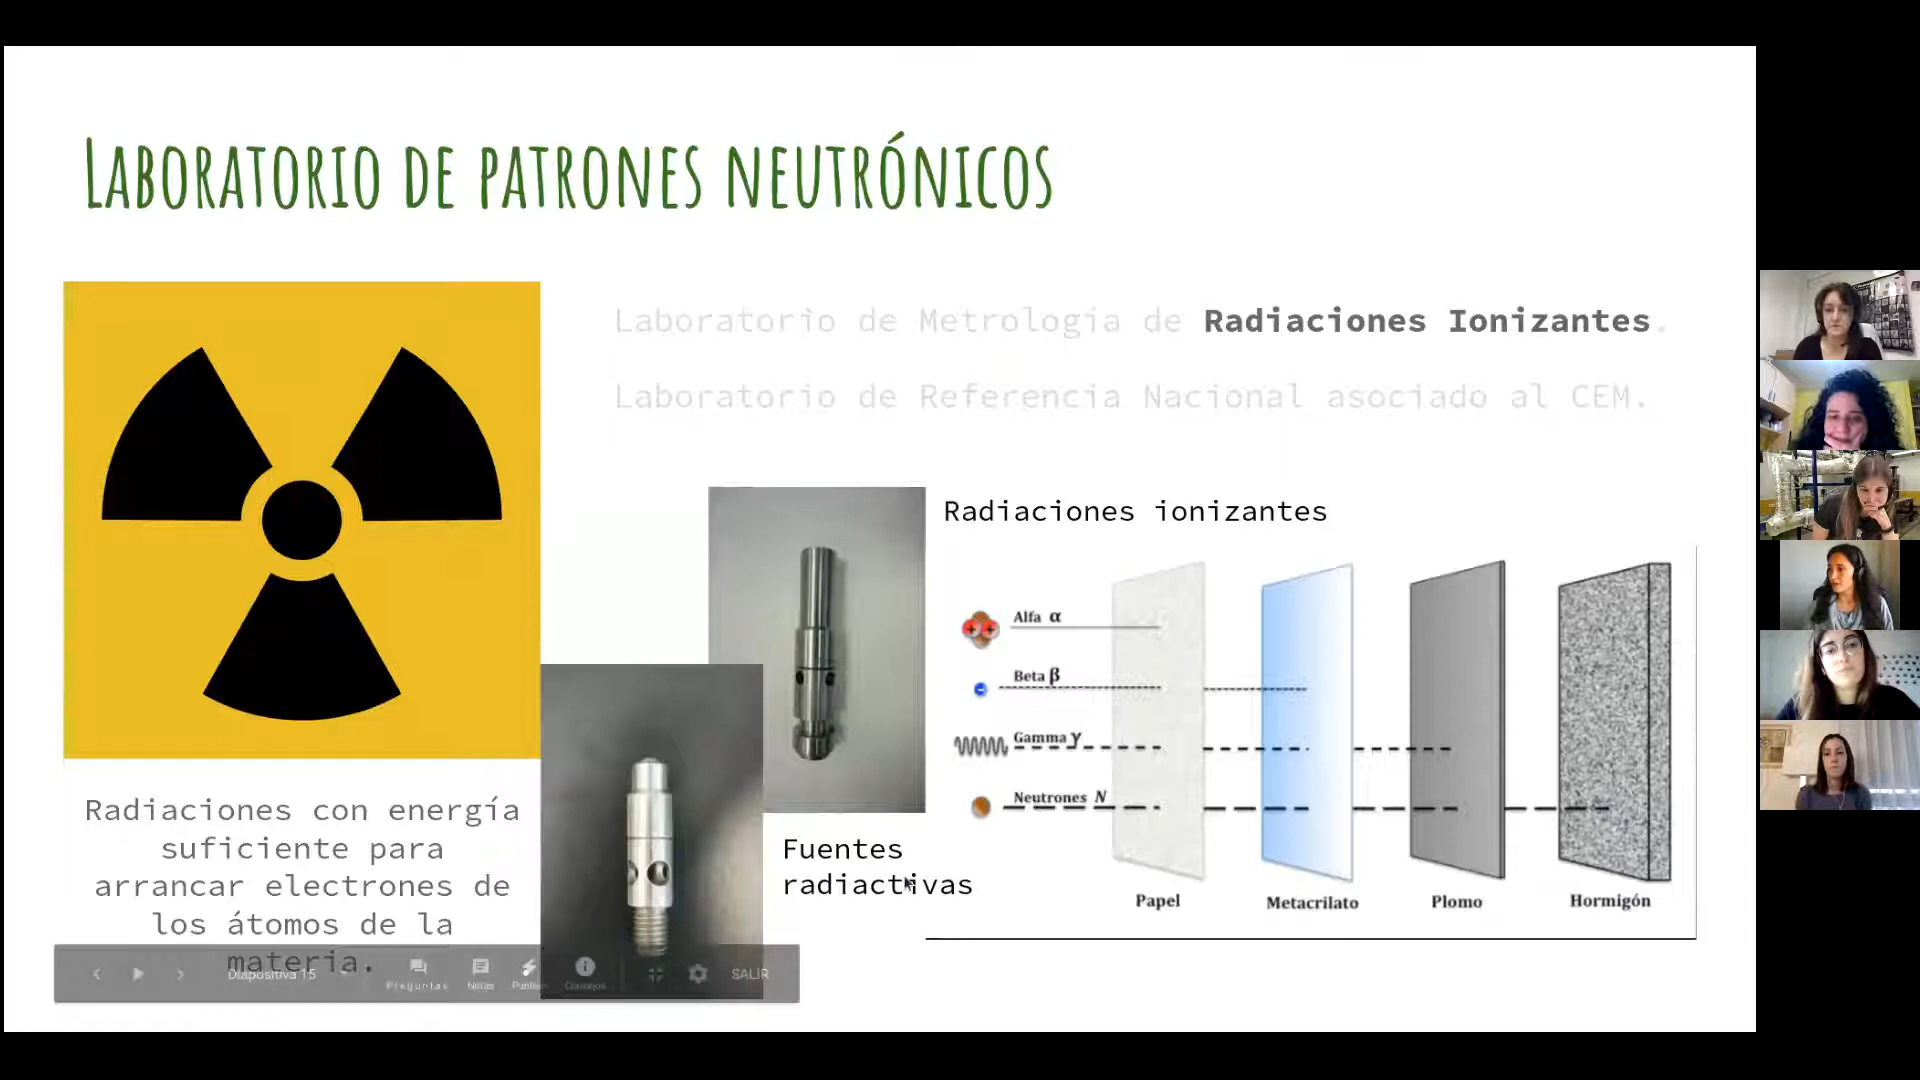 Laboratorio de patrones neutrónicos
Laboratorio de Metrología de Radiaciones Ionizantes.
Laboratorio de Referencia Nacional asociado al CEM.
Radiaciones ionizantes
Alfa α
Beta β
Gamma γ
Neutrones N
Papel
Metacrilato
Plomo
Hormigón
Fuentes
radiactivas
Radiaciones con energía
suficiente para
arrancar electrones de
los átomos de la
materia.
Diapositiva 15
Preguntas
Notas
Consejos
SALIR